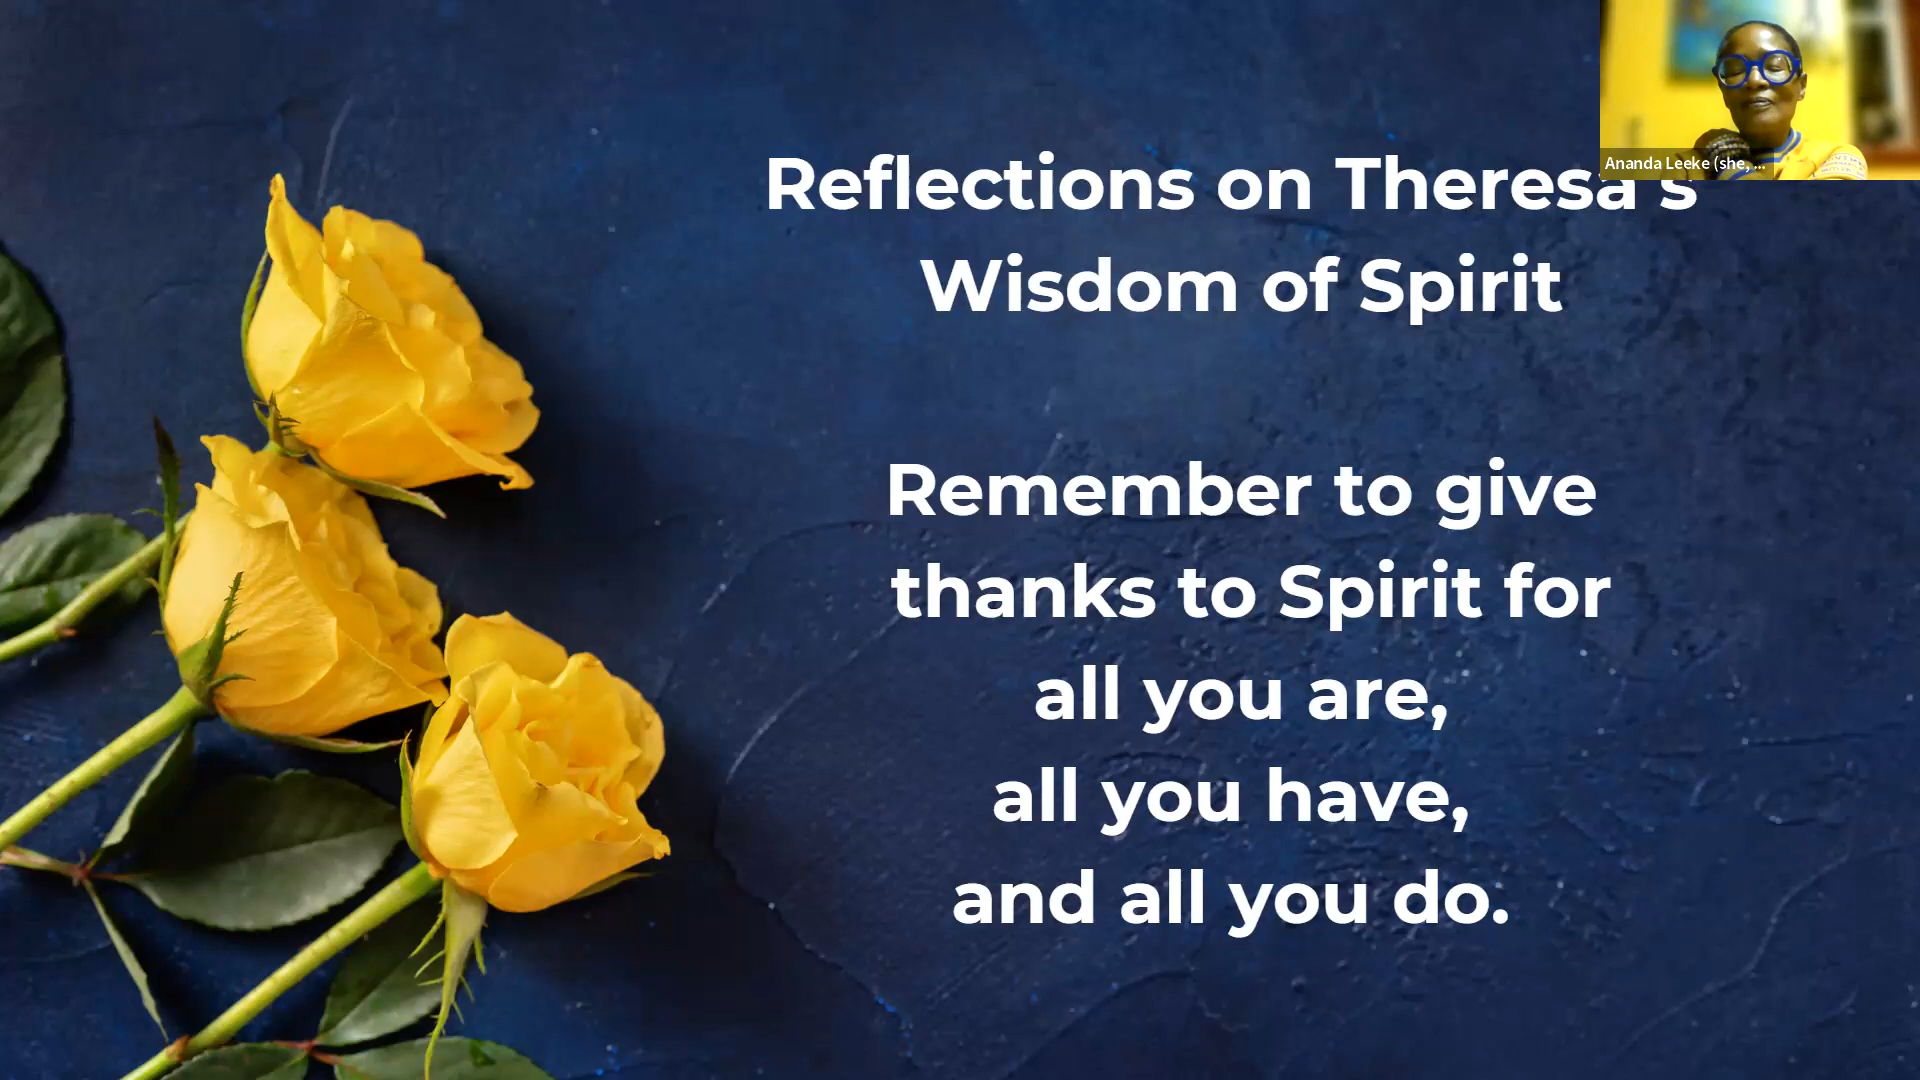 Ananda Leeke (she, ...
Reflections on Theresa's
Wisdom of Spirit
Remember to give
thanks to Spirit for
all you are,
all you have,
and all you do.